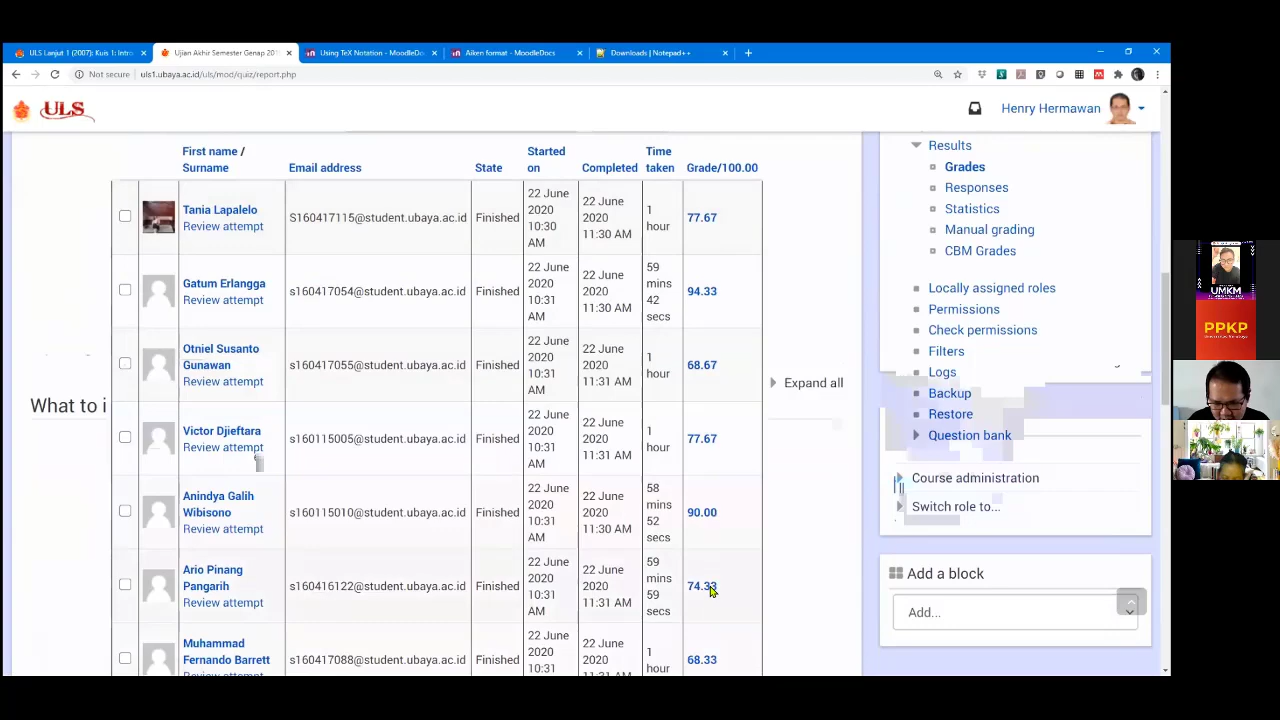 ULS Lanjut 1 (2007): Kuis 1: Intro
Ujian Akhir Semester Genap 201
Using TeX Notation - MoodleDoc
Aiken format - MoodleDocs
Downloads | Notepad++
Not secure
uls1.ubaya.ac.id/uls/mod/quiz/report.php
ULS
Henry Hermawan
First name / Surname
Email address
State
Started on
Completed
Time taken
Grade/100.00
Tania Lapalelo
Review attempt
S160417115@student.ubaya.ac.id
Finished
22 June 2020 10:30 AM
22 June 2020 11:30 AM
1 hour
77.67
Gatum Erlangga
Review attempt
s160417054@student.ubaya.ac.id
Finished
22 June 2020 10:31 AM
22 June 2020 11:30 AM
59 mins 42 secs
94.33
Otniel Susanto Gunawan
Review attempt
s160417055@student.ubaya.ac.id
Finished
22 June 2020 10:31 AM
22 June 2020 11:31 AM
1 hour
68.67
Victor Djieftara
Review attempt
s160115005@student.ubaya.ac.id
Finished
22 June 2020 10:31 AM
22 June 2020 11:31 AM
1 hour
77.67
Anindya Galih Wibisono
Review attempt
s160115010@student.ubaya.ac.id
Finished
22 June 2020 10:31 AM
22 June 2020 11:30 AM
58 mins 52 secs
90.00
Ario Pinang Pangarih
Review attempt
s160416122@student.ubaya.ac.id
Finished
22 June 2020 10:31 AM
22 June 2020 11:31 AM
59 mins 59 secs
74.33
Muhammad Fernando Barrett
Review attempt
s160417088@student.ubaya.ac.id
Finished
22 June 2020 10:31
22 June 2020 11:31 AM
1 hour
68.33
What to i
Expand all
Results
Grades
Responses
Statistics
Manual grading
CBM Grades
Locally assigned roles
Permissions
Check permissions
Filters
Logs
Backup
Restore
Question bank
Course administration
Switch role to...
Add a block
Add...
UMKM
PPKP